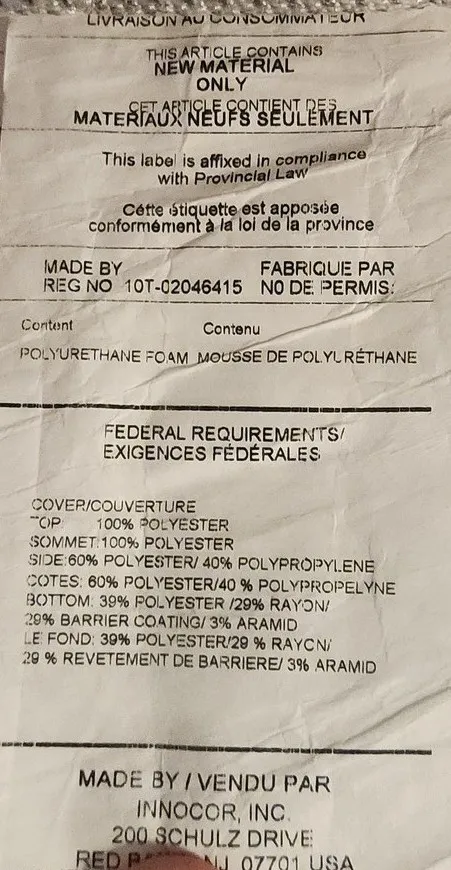 LIVRAISON AU CONSOMMATEUR
THIS ARTICLE CONTAINS
NEW MATERIAL
ONLY
CET ARTICLE CONTIENT DES
MATERIAUX NEUFS SEULEMENT
This label is affixed in compliance
with Provincial Law
Cétte étiquette est apposée
conformément à la loi de la province
MADE BY FABRIQUE PAR
REG NO 10T-02046415 NO DE PERMIS:
Content Contenu
POLYURETHANE FOAM MOUSSE DE POLYURÉTHANE
FEDERAL REQUIREMENTS/
EXIGENCES FÉDÉRALES
COVER/COUVERTURE
TOP: 100% POLYESTER
SOMMET:100% POLYESTER
SIDE:60% POLYESTER/ 40% POLYPROPYLENE
COTES: 60% POLYESTER/40 % POLYPROPELYNE
BOTTOM: 39% POLYESTER /29% RAYON/
29% BARRIER COATING/ 3% ARAMID
LE FOND: 39% POLYESTER/29 % RAYON/
29 % REVETEMENT DE BARRIERE/ 3% ARAMID
MADE BY / VENDU PAR
INNOCOR, INC.
200 SCHULZ DRIVE
RED NJ 07701 USA